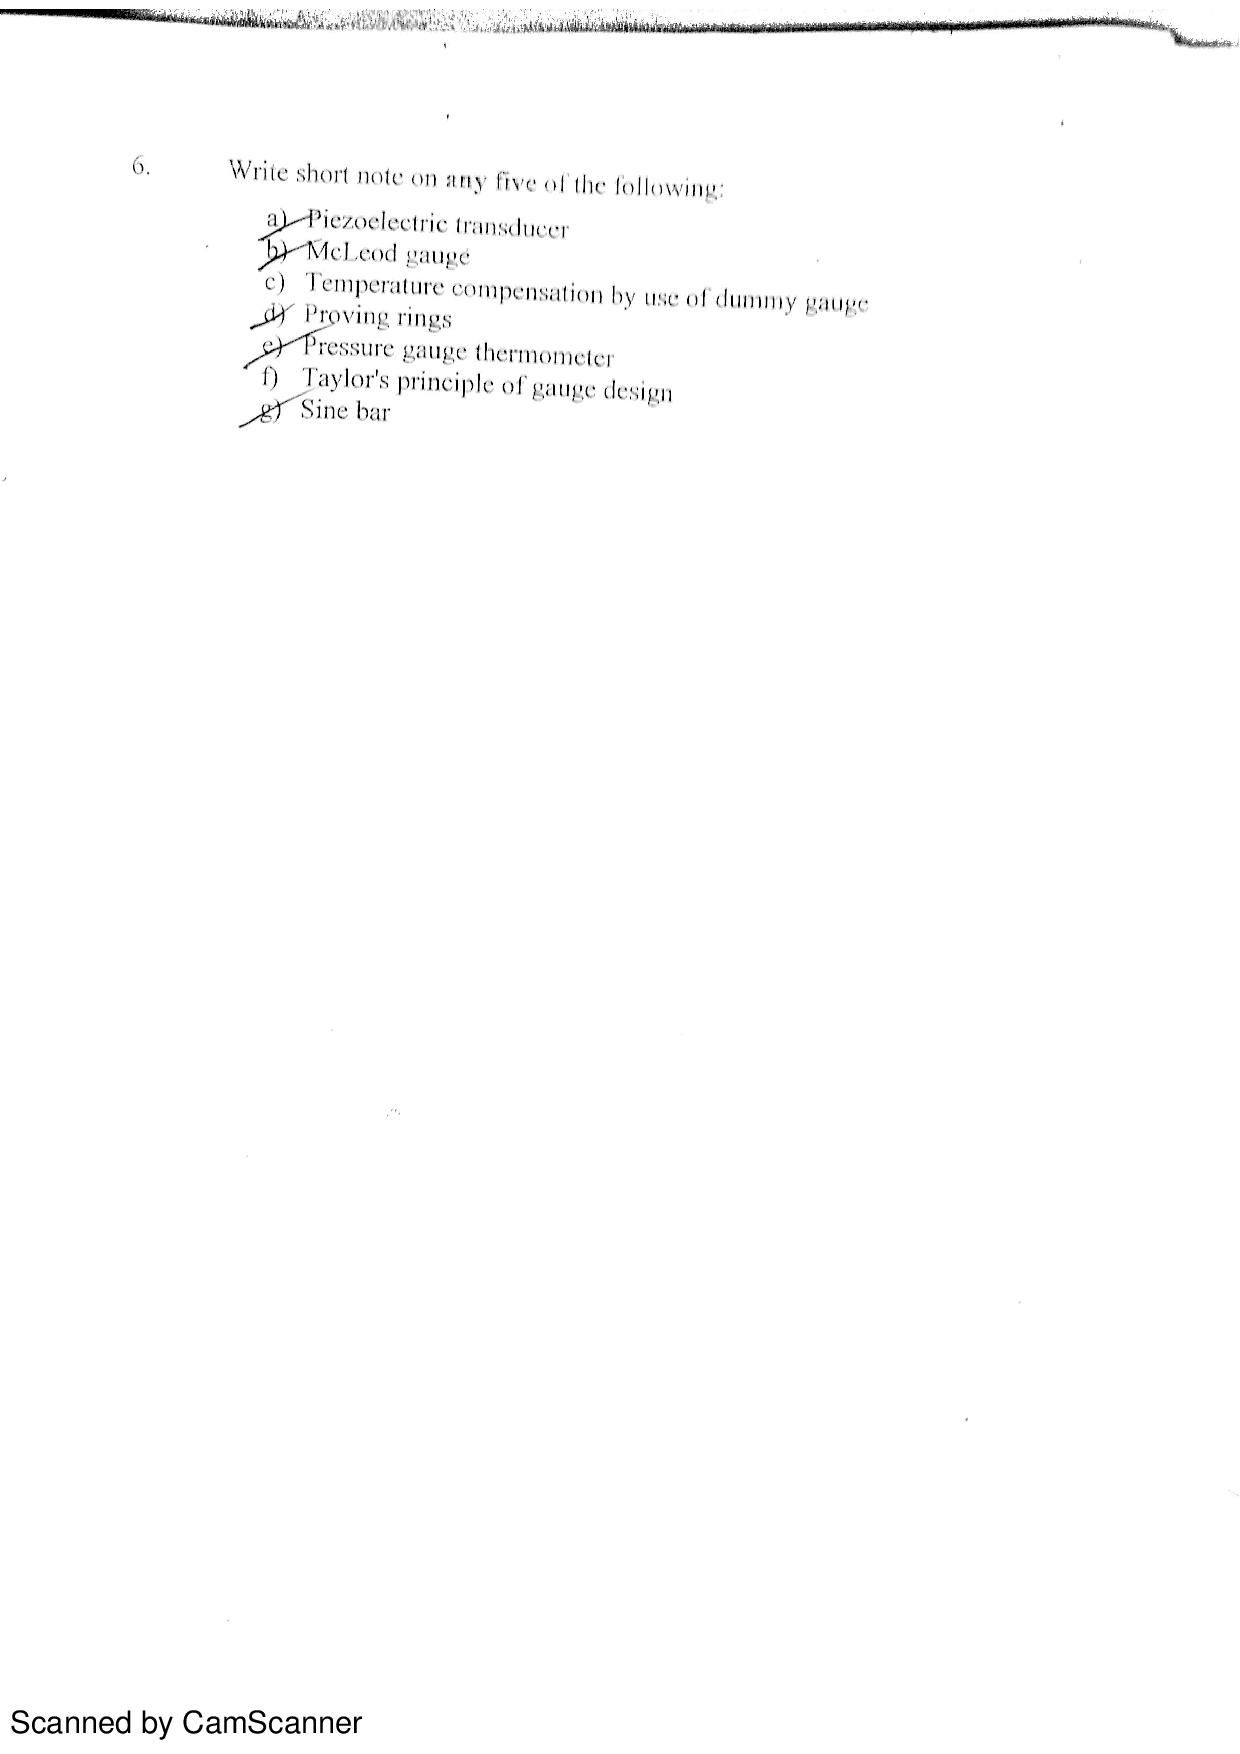 6. Write short note on any five of the following:
a) Piezoelectric transducer
b) McLeod gauge
c) Temperature compensation by use of dummy gauge
d) Proving rings
e) Pressure gauge thermometer
f) Taylor's principle of gauge design
g) Sine bar
Scanned by CamScanner